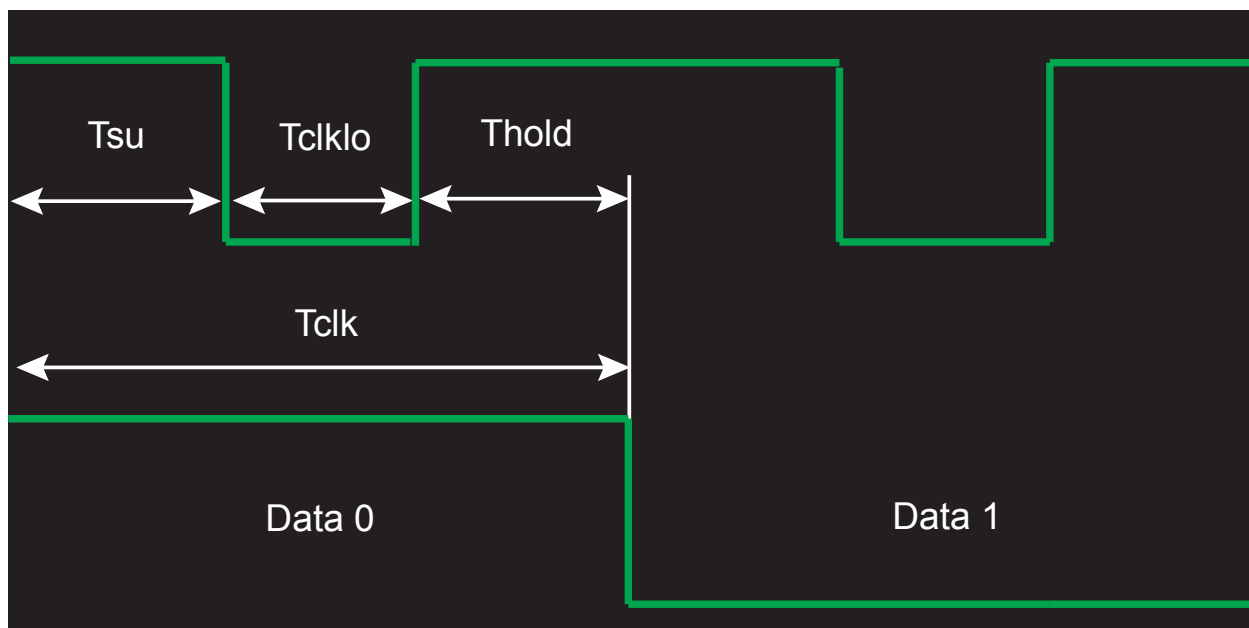 Tsu
Tclklo
Thold
Tclk
Data 0
Data 1